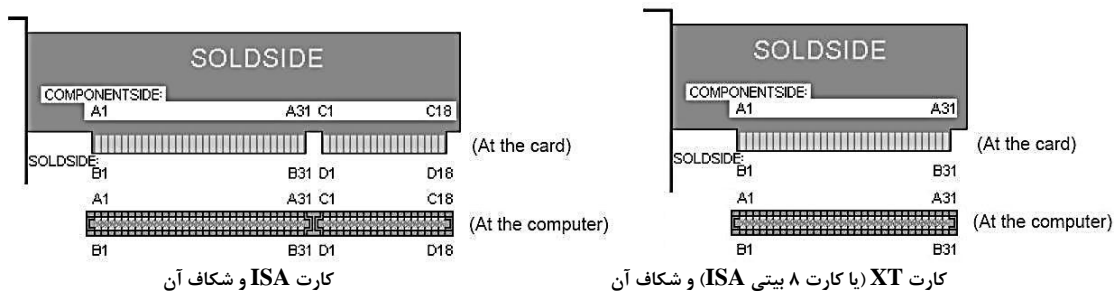 SOLDSIDE
COMPONENTSIDE:
A1 A31 C1 C18
(At the card)
SOLDSIDE:
B1 B31 D1 D18
A1 A31 C1 C18
(At the computer)
B1 B31 D1 D18
کارت ISA و شکاف آن
SOLDSIDE
COMPONENTSIDE:
A1 A31
(At the card)
SOLDSIDE:
B1 B31
A1 A31
(At the computer)
B1 B31
کارت XT (یا کارت ۸ بیتی ISA) و شکاف آن